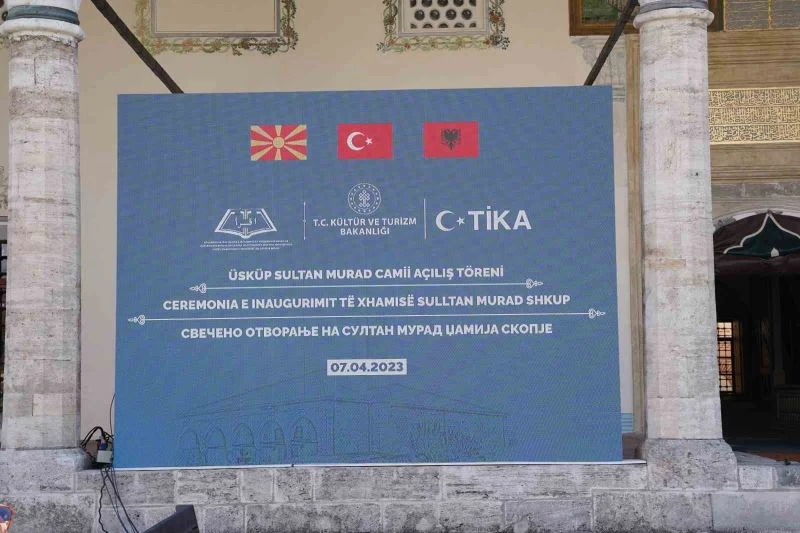 T.C. KÜLTÜR VE TURİZM
BAKANLIĞI
TİKA
ÜSKÜP SULTAN MURAD CAMİİ AÇILIŞ TÖRENİ
CEREMONIA E INAUGURIMIT TË XHAMISË SULLTAN MURAD SHKUP
СВЕЧЕНО ОТВОРАЊЕ НА СУЛТАН МУРАД ЏАМИЈА СКОПЈЕ
07.04.2023